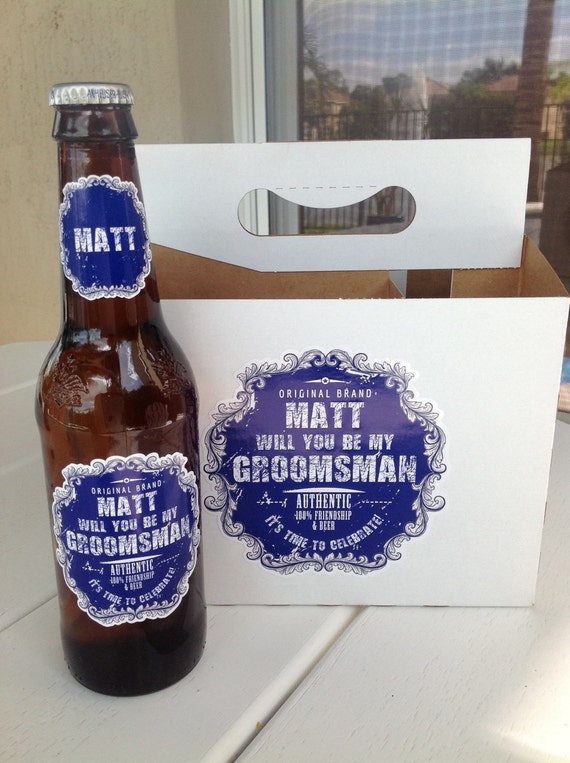 MATT
ORIGINAL BRAND
MATT
WILL YOU BE MY
GROOMSMAN
AUTHENTIC
100% FRIENDSHIP
& BEER
IT'S TIME TO CELEBRATE!
ORIGINAL BRAND
MATT
WILL YOU BE MY
GROOMSMAN
AUTHENTIC
100% FRIENDSHIP
& BEER
IT'S TIME TO CELEBRATE!